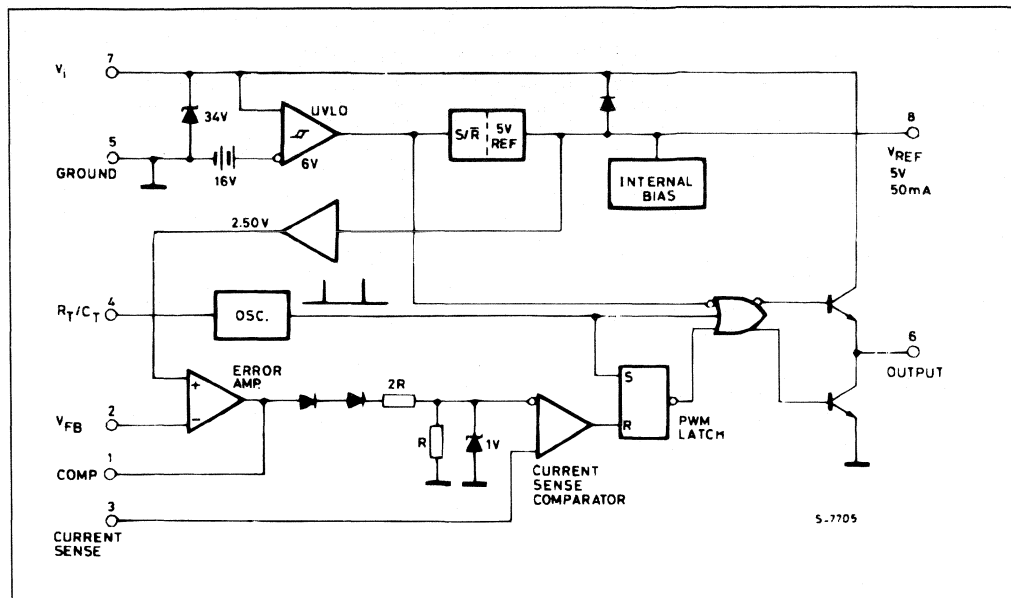 7
Vi
34V
UVLO
6V
5
GROUND
16V
S/R̅
5V
REF
8
VREF
5V
50mA
INTERNAL
BIAS
2.50V
4
RT/CT
OSC.
ERROR
AMP.
+
-
2
VFB
1
COMP
3
CURRENT
SENSE
2R
R
1V
CURRENT
SENSE
COMPARATOR
S
R
PWM
LATCH
6
OUTPUT
S-7705